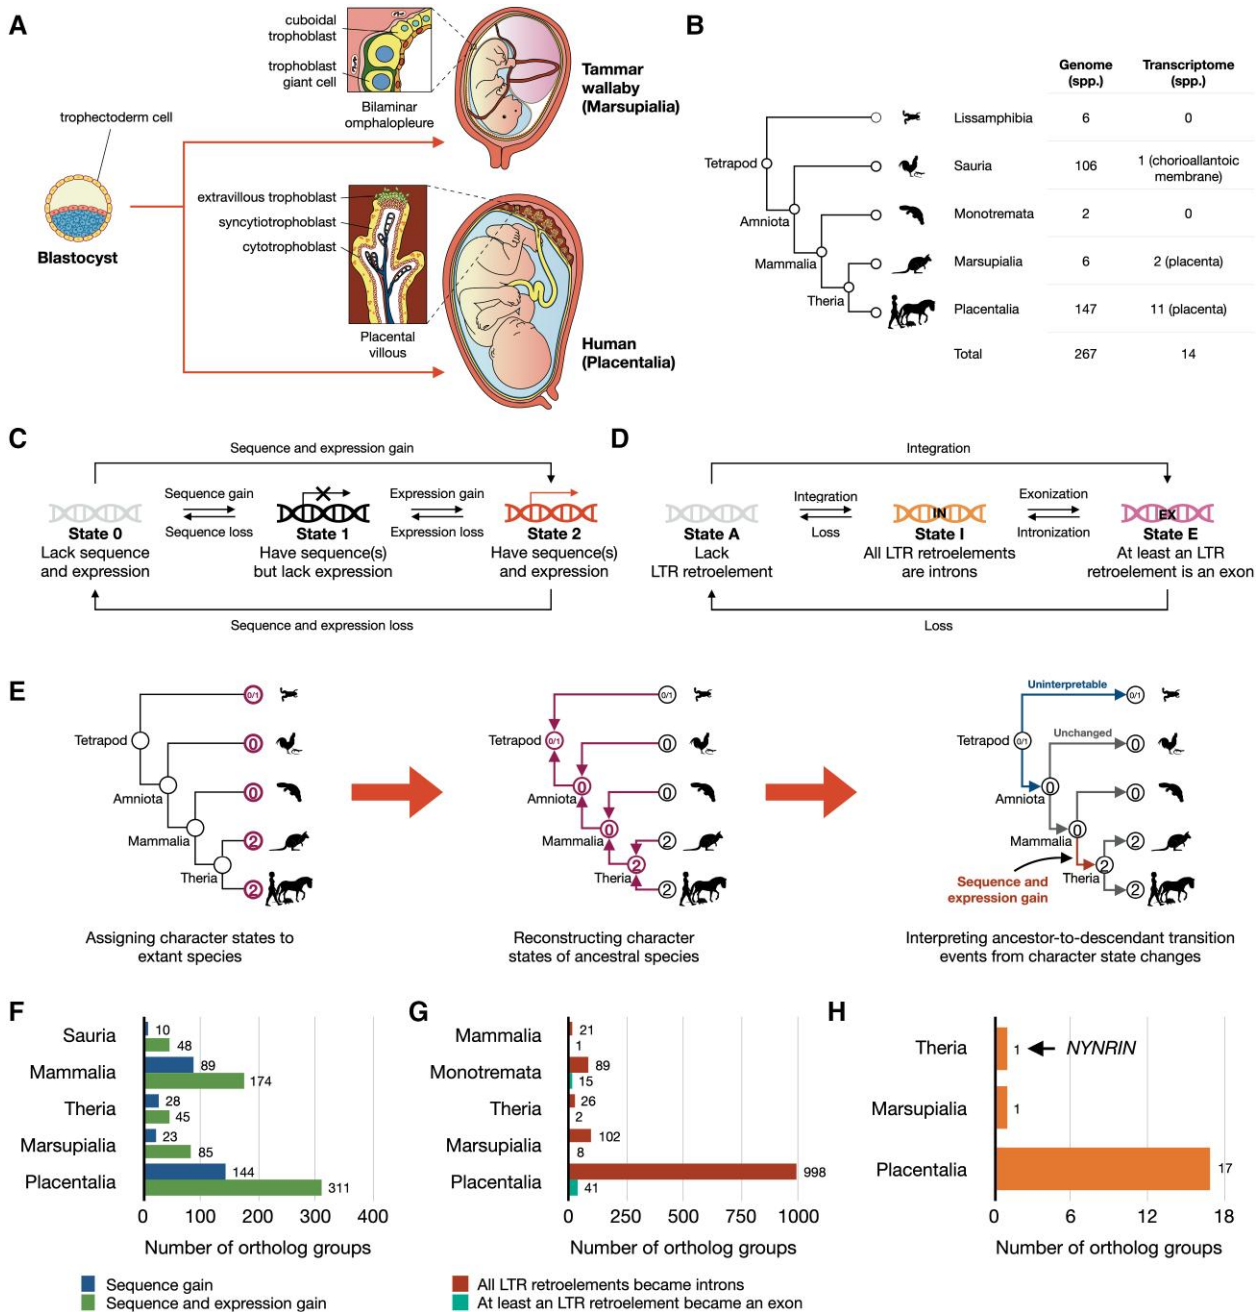 A
cuboidal
trophoblast
trophoblast
giant cell
Bilaminar
omphalopleure
Tammar
wallaby
(Marsupialia)
trophectoderm cell
Blastocyst
extravillous trophoblast
syncytiotrophoblast
cytotrophoblast
Placental
villous
Human
(Placentalia)
B
Genome
(spp.)
Transcriptome
(spp.)
Tetrapod
Amniota
Mammalia
Theria
Lissamphibia 6 0
Sauria 106 1 (chorioallantoic
membrane)
Monotremata 2 0
Marsupialia 6 2 (placenta)
Placentalia 147 11 (placenta)
Total 267 14
C
Sequence and expression gain
Sequence gain
Sequence loss
Expression gain
Expression loss
State 0
Lack sequence
and expression
State 1
Have sequence(s)
but lack expression
State 2
Have sequence(s)
and expression
Sequence and expression loss
D
Integration
Integration
Loss
Exonization
Intronization
IN
EX
State A
Lack
LTR retroelement
State I
All LTR retroelements
are introns
State E
At least an LTR
retroelement is an exon
Loss
E
0/1
Tetrapod
0
Amniota
0
Mammalia
2
Theria
2
Assigning character states to
extant species
0/1
Tetrapod 0/1
0
0
Amniota
0
0
Mammalia
2
2
Theria
2
Reconstructing character
states of ancestral species
Uninterpretable
0/1
Tetrapod 0/1
Unchanged
0
0
Amniota
0
0
Mammalia
2
2
Theria
2
Sequence and
expression gain
Interpreting ancestor-to-descendant transition
events from character state changes
F
Sauria
10
48
Mammalia
89
174
Theria
28
45
Marsupialia
23
85
Placentalia
144
311
0 100 200 300 400
Number of ortholog groups
Sequence gain
Sequence and expression gain
G
Mammalia
21
1
Monotremata
89
15
Theria
26
2
Marsupialia
102
8
Placentalia
998
41
0 250 500 750 1000
Number of ortholog groups
All LTR retroelements became introns
At least an LTR retroelement became an exon
H
Theria
1
NYNRIN
Marsupialia
1
Placentalia
17
0 6 12 18
Number of ortholog groups